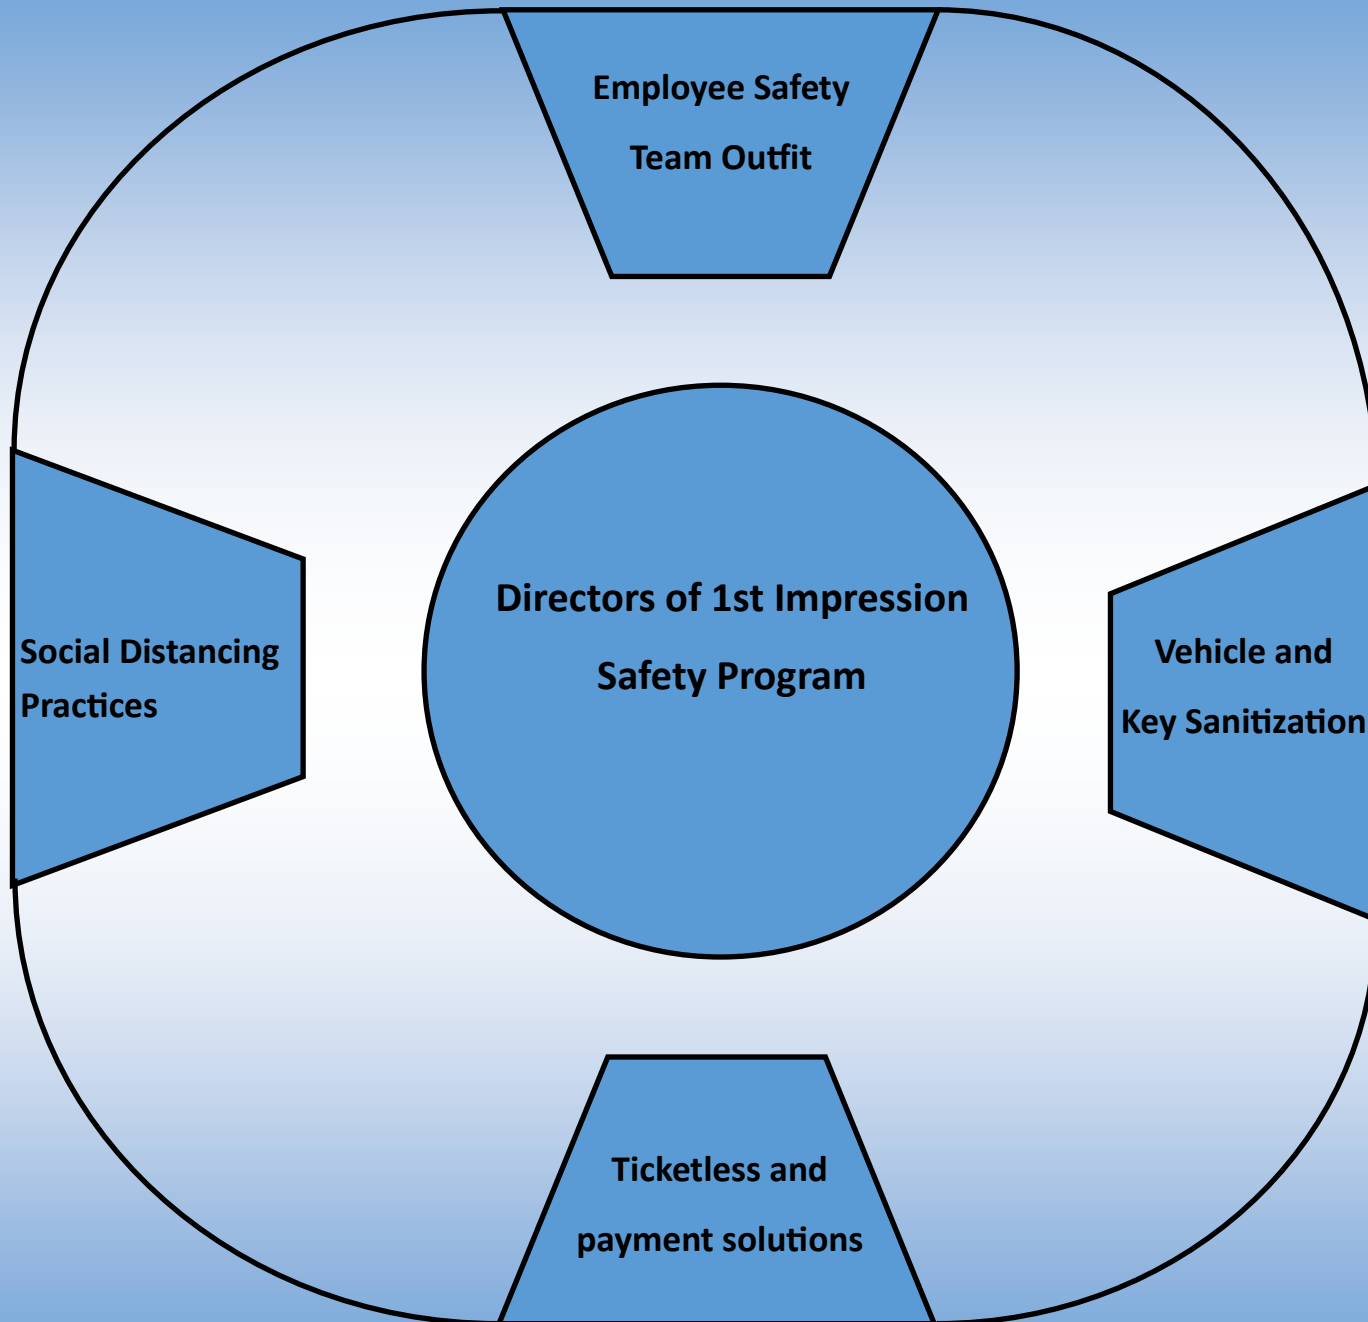 Employee Safety
Team Outfit
Directors of 1st Impression
Safety Program
Social Distancing
Practices
Vehicle and
Key Sanitization
Ticketless and
payment solutions